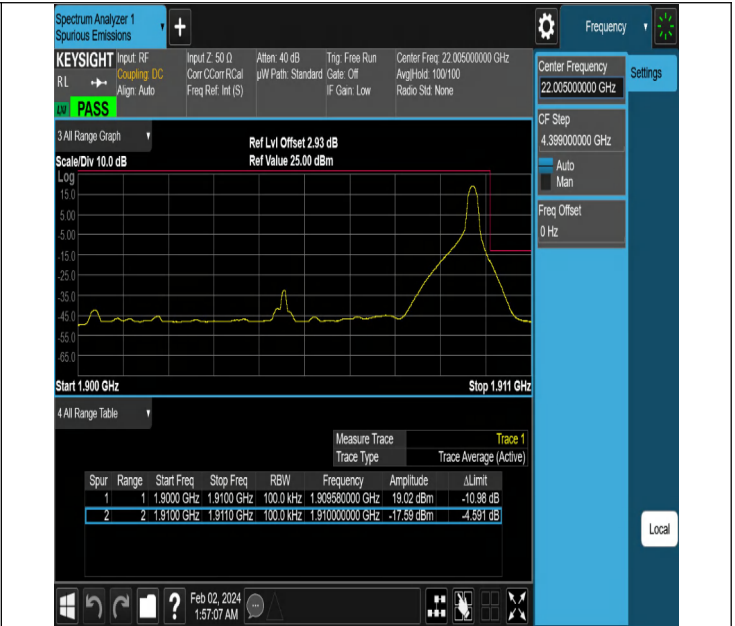 Spectrum Analyzer 1
Spurious Emissions
+
Frequency
KEYSIGHT
RL
LXI
PASS
Input: RF
Coupling: DC
Align: Auto
Input Z: 50 Ω
Corr CCorr RCal
Freq Ref: Int (S)
Atten: 40 dB
µW Path: Standard
Trig: Free Run
Gate: Off
IF Gain: Low
Center Freq: 22.005000000 GHz
Avg|Hold: 100/100
Radio Std: None
Center Frequency
22.005000000 GHz
Settings
CF Step
4.399000000 GHz
Auto
Man
Freq Offset
0 Hz
3 All Range Graph
Scale/Div 10.0 dB
Ref Lvl Offset 2.93 dB
Ref Value 25.00 dBm
Log
15.0
5.00
-5.00
-15.0
-25.0
-35.0
-45.0
-55.0
-65.0
Start 1.900 GHz
Stop 1.911 GHz
4 All Range Table
Measure Trace Trace 1
Trace Type Trace Average (Active)
Spur Range Start Freq Stop Freq RBW Frequency Amplitude ΔLimit
1 1 1.9000 GHz 1.9100 GHz 100.0 kHz 1.909580000 GHz 19.02 dBm -10.98 dB
2 2 1.9100 GHz 1.9110 GHz 100.0 kHz 1.910000000 GHz -17.59 dBm -4.591 dB
Local
?
Feb 02, 2024
1:57:07 AM